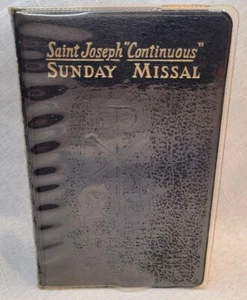 Saint Joseph "Continuous"
SUNDAY MISSAL